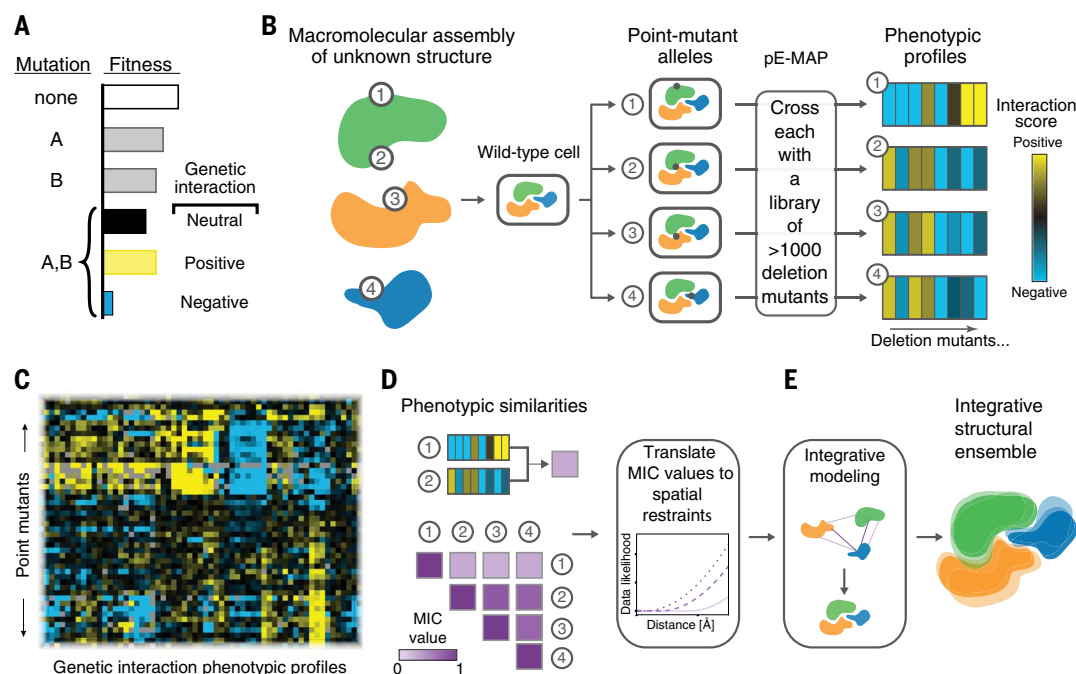 A
Mutation: Fitness
none
A
B
Genetic
interaction
Neutral
A,B
Positive
Negative
B
Macromolecular assembly
of unknown structure
1
2
3
4
Wild-type cell
Point-mutant
alleles
1
2
3
4
pE-MAP
Cross
each with
a
library of
>1000
deletion
mutants
Phenotypic
profiles
1
2
3
4
Deletion mutants...
Interaction
score
Positive
Negative
C
Point mutants
Genetic interaction phenotypic profiles
D
Phenotypic similarities
1
2
1 2 3 4
1
2
3
4
MIC
value
0 1
Translate
MIC values to
spatial
restraints
Data likelihood
Distance [Å]
E
Integrative
modeling
Integrative
structural
ensemble